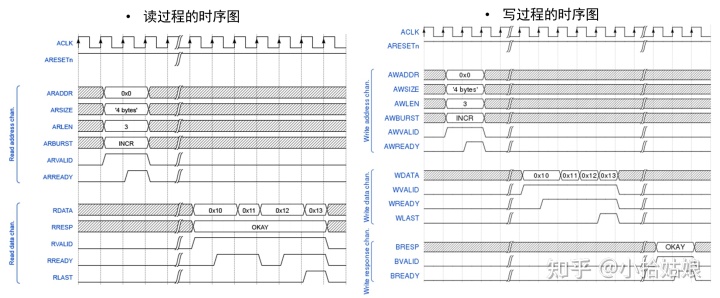 • 读过程的时序图
ACLK
ARESETn
Read address chan.
ARADDR 0x0
ARSIZE '4 bytes'
ARLEN 3
ARBURST INCR
ARVALID
ARREADY
Read data chan.
RDATA 0x10 0x11 0x12 0x13
RRESP OKAY
RVALID
RREADY
RLAST
• 写过程的时序图
ACLK
ARESETn
Write address chan.
AWADDR 0x0
AWSIZE '4 bytes'
AWLEN 3
AWBURST INCR
AWVALID
AWREADY
Write data chan.
WDATA 0x10 0x11 0x12 0x13
WVALID
WREADY
WLAST
Write response chan.
BRESP OKAY
BVALID
BREADY
知乎 @小怡姑娘